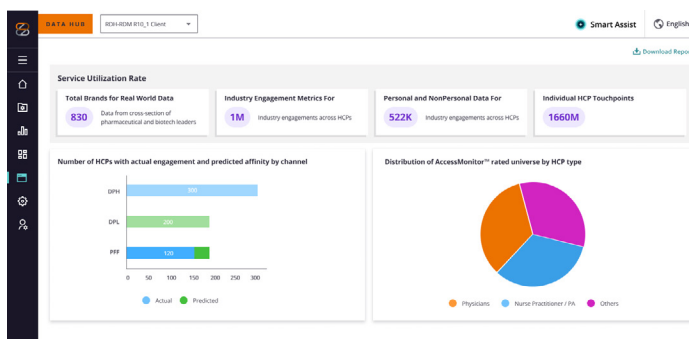 DATA HUB
RDH-RDM R10_1 Client
Smart Assist
English
Download Repor
Service Utilization Rate
Total Brands for Real World Data
830
Data from cross-section of
pharmaceutical and biotech leaders
Industry Engagement Metrics For
1M
Industry engagements across HCPs
Personal and NonPersonal Data For
522K
Industry engagements across HCPs
Individual HCP Touchpoints
1660M
Number of HCPs with actual engagement and predicted affinity by channel
DPH
300
DPL
200
PFF
120
0 50 100 150 200 250 300
Actual Predicted
Distribution of AccessMonitor™ rated universe by HCP type
Physicians Nurse Practitioner / PA Others